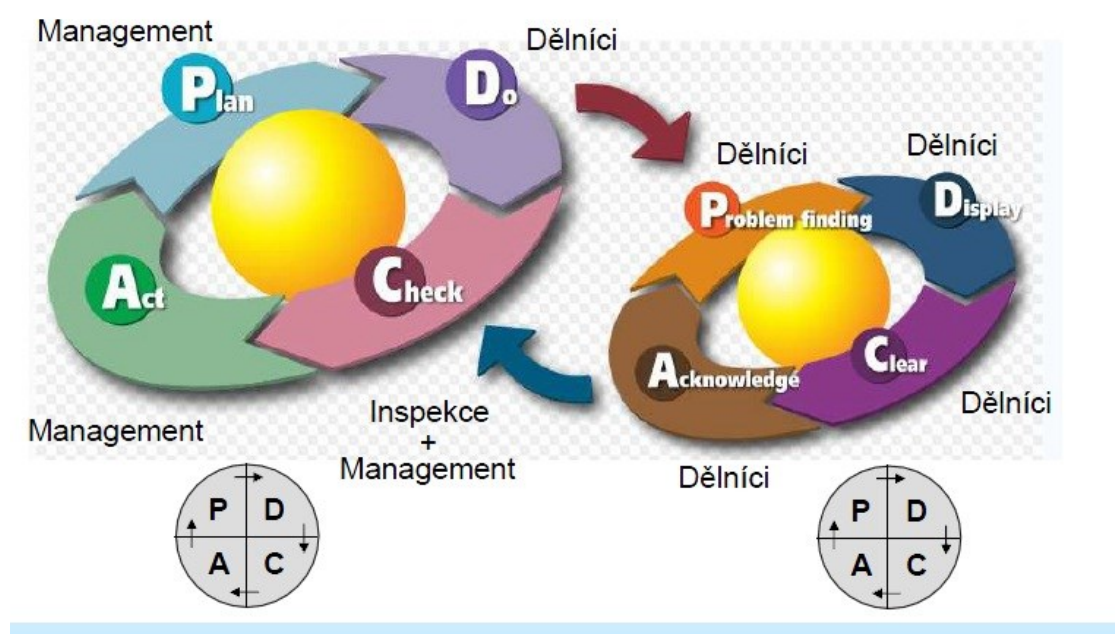 Management
Dělníci
Plan
Do
Act
Check
Management
Inspekce
+
Management
Dělníci
Dělníci
Problem finding
Display
Acknowledge
Clear
Dělníci
Dělníci
P D
A C
P D
A C